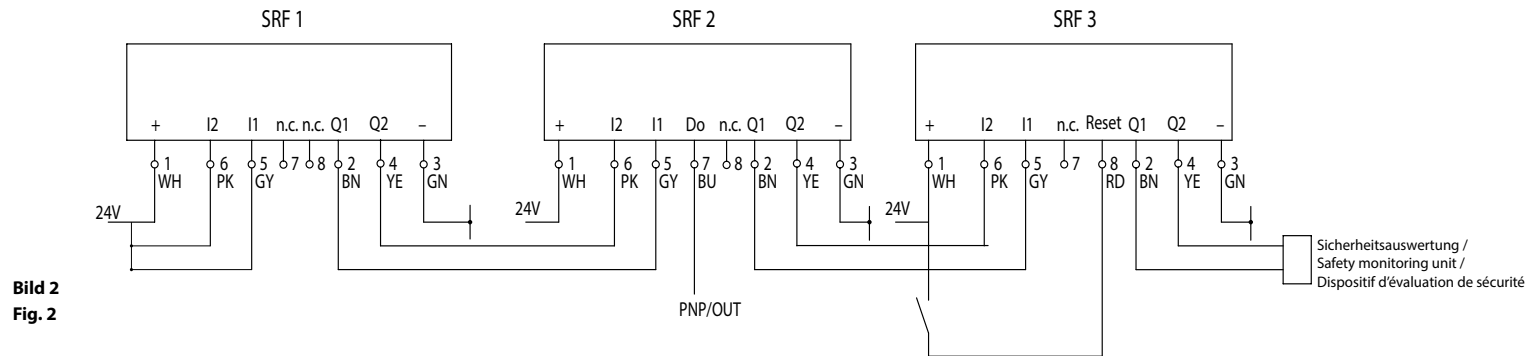 SRF 1 SRF 2 SRF 3
+ I2 I1 n.c. n.c. Q1 Q2 – + I2 I1 Do n.c. Q1 Q2 – + I2 I1 n.c. Reset Q1 Q2 –
1 6 5 7 8 2 4 3 1 6 5 7 8 2 4 3 1 6 5 7 8 2 4 3
WH PK GY BN YE GN WH PK GY BU BN YE GN WH PK GY RD BN YE GN
24V 24V 24V
Sicherheitsauswertung /
Safety monitoring unit /
Dispositif d'évaluation de sécurité
Bild 2
Fig. 2
PNP/OUT